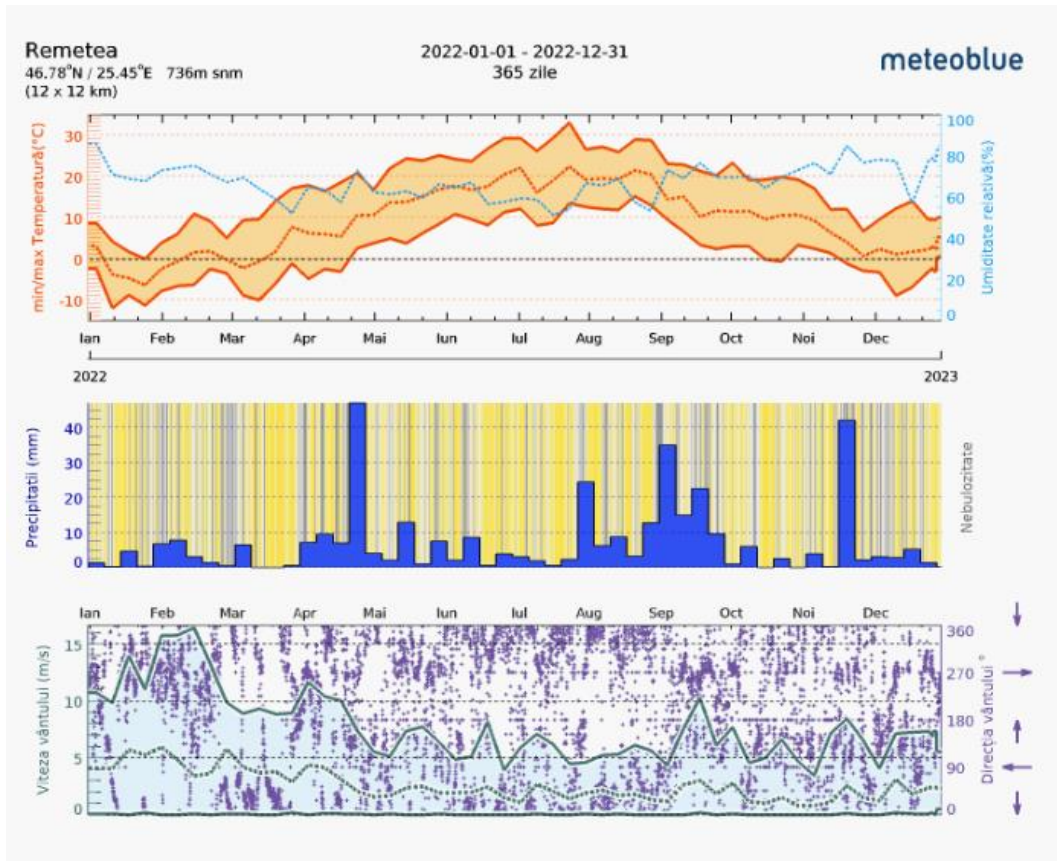 Remetea
46.78°N / 25.45°E 736m snm
(12 x 12 km)
2022-01-01 - 2022-12-31
365 zile
meteoblue
min/max Temperatură(°C)
30
20
10
0
-10
100
80
60
40
20
0
Umiditate relativă(%)
Ian Feb Mar Apr Mai Iun Iul Aug Sep Oct Noi Dec
2022 2023
Precipitatii (mm)
40
30
20
10
0
Nebulozitate
Ian Feb Mar Apr Mai Iun Iul Aug Sep Oct Noi Dec
Viteza vântului (m/s)
15
10
5
0
360
270
180
90
0
Direcția vântului °